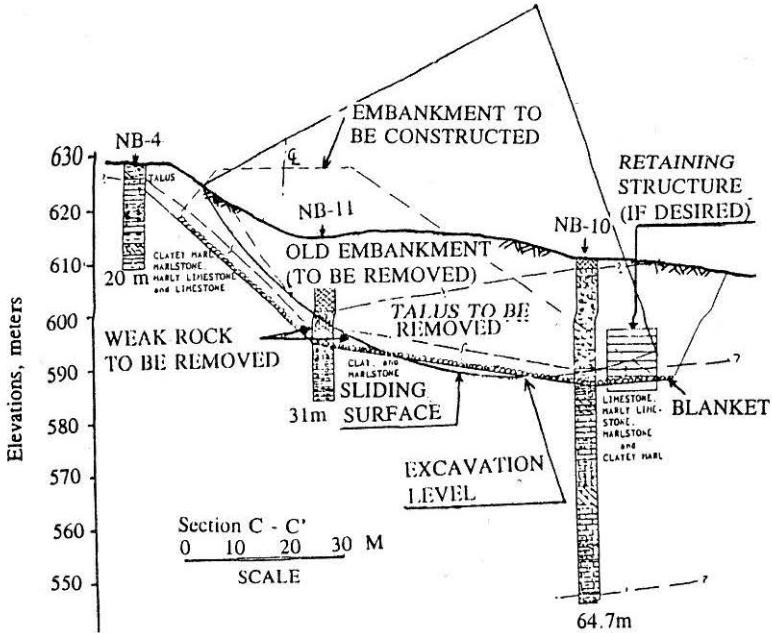 EMBANKMENT TO
BE CONSTRUCTED
℄
NB-4
630
TALUS
?
RETAINING
STRUCTURE
(IF DESIRED)
620
NB-11
NB-10
OLD EMBANKMENT
(TO BE REMOVED)
CLAYEY MARL
MARLSTONE,
MARLY LIMESTONE
and LIMESTONE
610
20 m
TALUS TO BE
REMOVED
600
WEAK ROCK
TO BE REMOVED
?
590
CLAY, and
MARLSTONE
SLIDING
SURFACE
31m
BLANKET
LIMESTONE,
MARLY LIME-
STONE,
MARLSTONE
and
CLAYEY MARL
580
EXCAVATION
LEVEL
570
560
550
Elevations, meters
Section C - C'
0 10 20 30 M
SCALE
?
64.7m